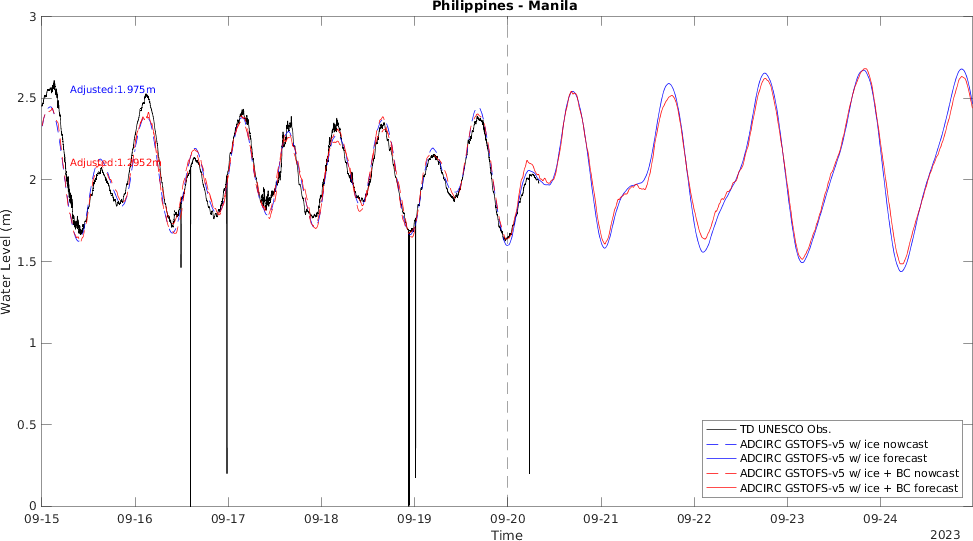 Philippines - Manila
3
2.5
2
1.5
1
0.5
0
Water Level (m)
Adjusted:1.975m
Adjusted:1.2952m
TD UNESCO Obs.
ADCIRC GSTOFS-v5 w/ ice nowcast
ADCIRC GSTOFS-v5 w/ ice forecast
ADCIRC GSTOFS-v5 w/ ice + BC nowcast
ADCIRC GSTOFS-v5 w/ ice + BC forecast
09-15 09-16 09-17 09-18 09-19 09-20 09-21 09-22 09-23 09-24
Time
2023